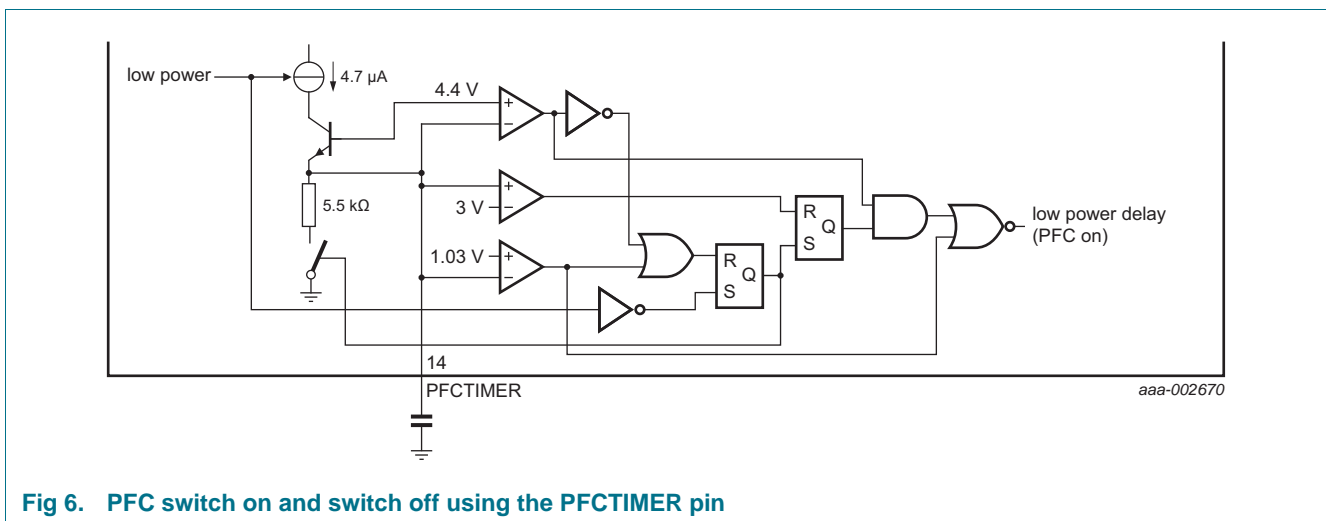 low power
4.7 μA
4.4 V
5.5 kΩ
3 V
R
S
Q
low power delay
(PFC on)
1.03 V
R
S
Q
14
PFCTIMER
aaa-002670
Fig 6. PFC switch on and switch off using the PFCTIMER pin